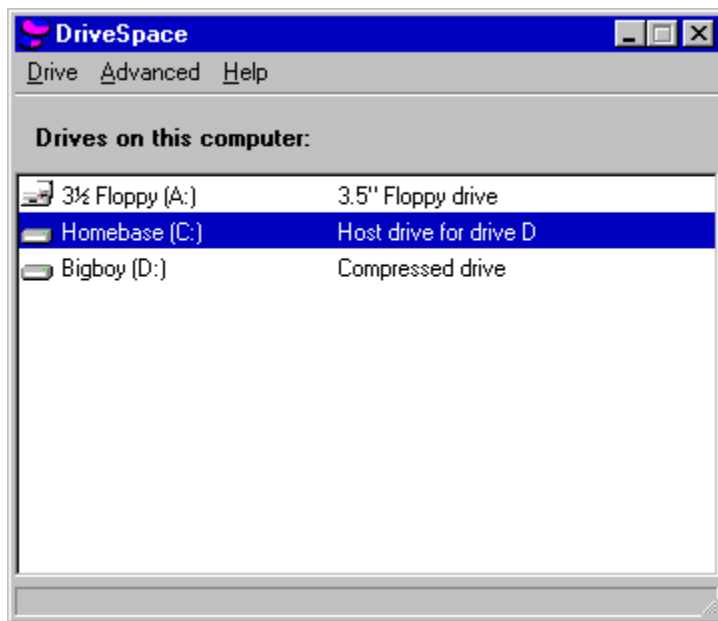 DriveSpace
Drive Advanced Help
Drives on this computer:
3½ Floppy (A:) 3.5" Floppy drive
Homebase (C:) Host drive for drive D
Bigboy (D:) Compressed drive